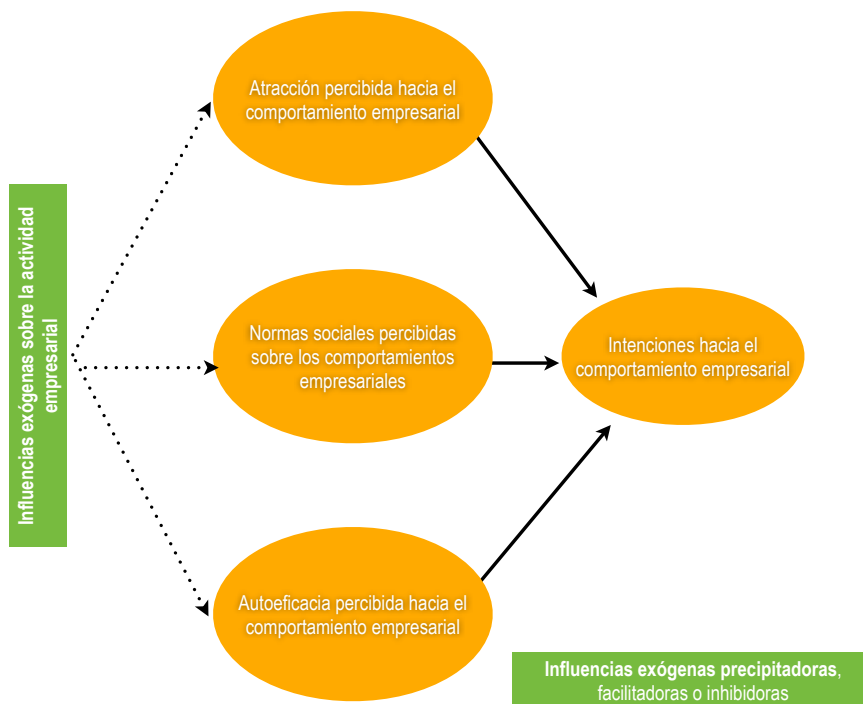 Atracción percibida hacia el
comportamiento empresarial
Influencias exógenas sobre la actividad
empresarial
Normas sociales percibidas
sobre los comportamientos
empresariales
Intenciones hacia el
comportamiento empresarial
Autoeficacia percibida hacia el
comportamiento empresarial
Influencias exógenas precipitadoras,
facilitadoras o inhibidoras